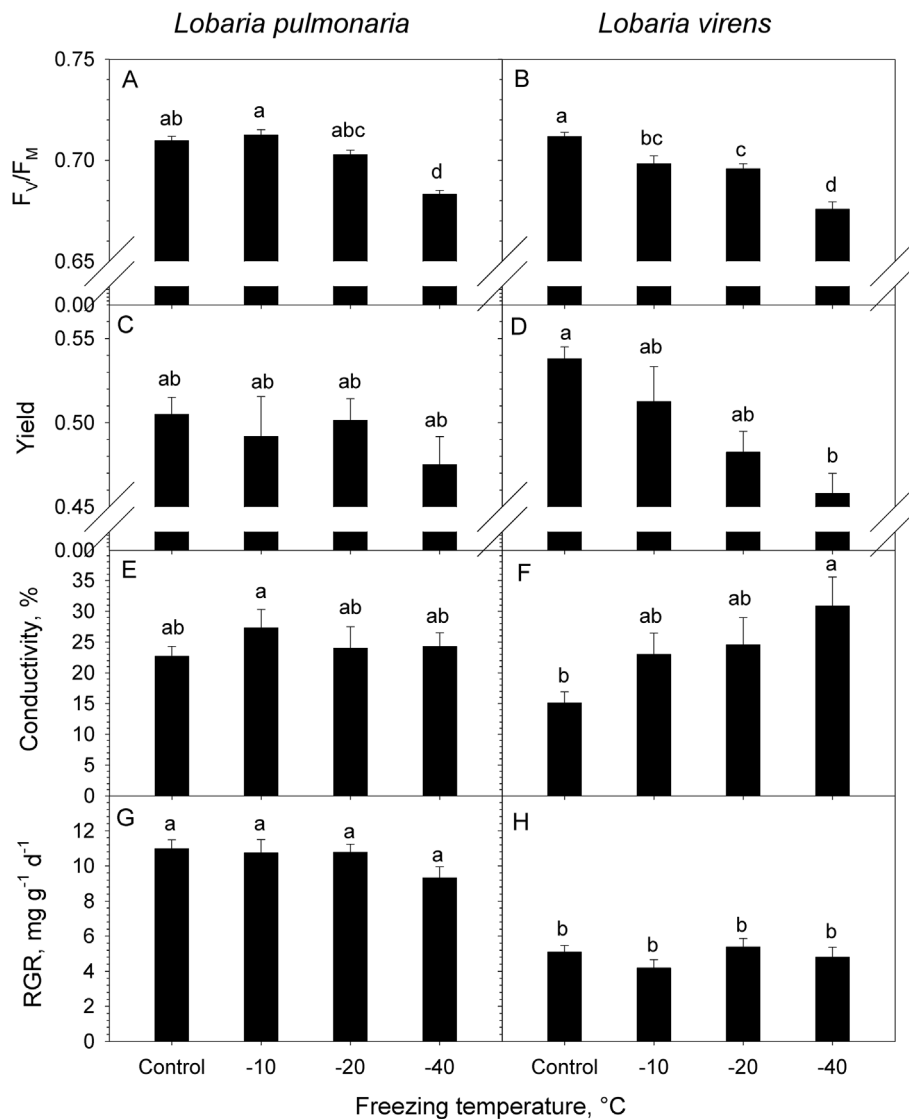 Lobaria pulmonaria
Lobaria virens
F_V/F_M
0.75
0.70
0.65
0.00
A
ab
a
abc
d
B
a
bc
c
d
Yield
0.55
0.50
0.45
0.00
C
ab
ab
ab
ab
D
a
ab
ab
b
Conductivity, %
35
30
25
20
15
10
5
0
E
ab
a
ab
ab
F
b
ab
ab
a
RGR, mg g⁻¹ d⁻¹
12
10
8
6
4
2
0
G
a
a
a
a
H
b
b
b
b
Control -10 -20 -40
Control -10 -20 -40
Freezing temperature, °C